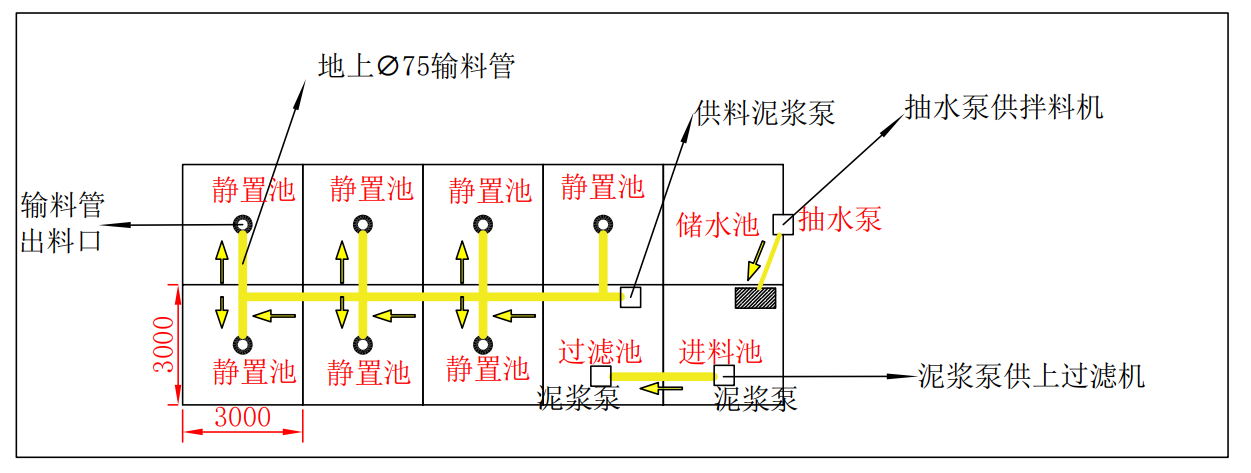 地上∅75输料管
供料泥浆泵
抽水泵供拌料机
静置池
静置池
静置池
静置池
输料管
出料口
储水池
抽水泵
3000
静置池
静置池
静置池
过滤池
进料池
泥浆泵
泥浆泵
泥浆泵供上过滤机
3000